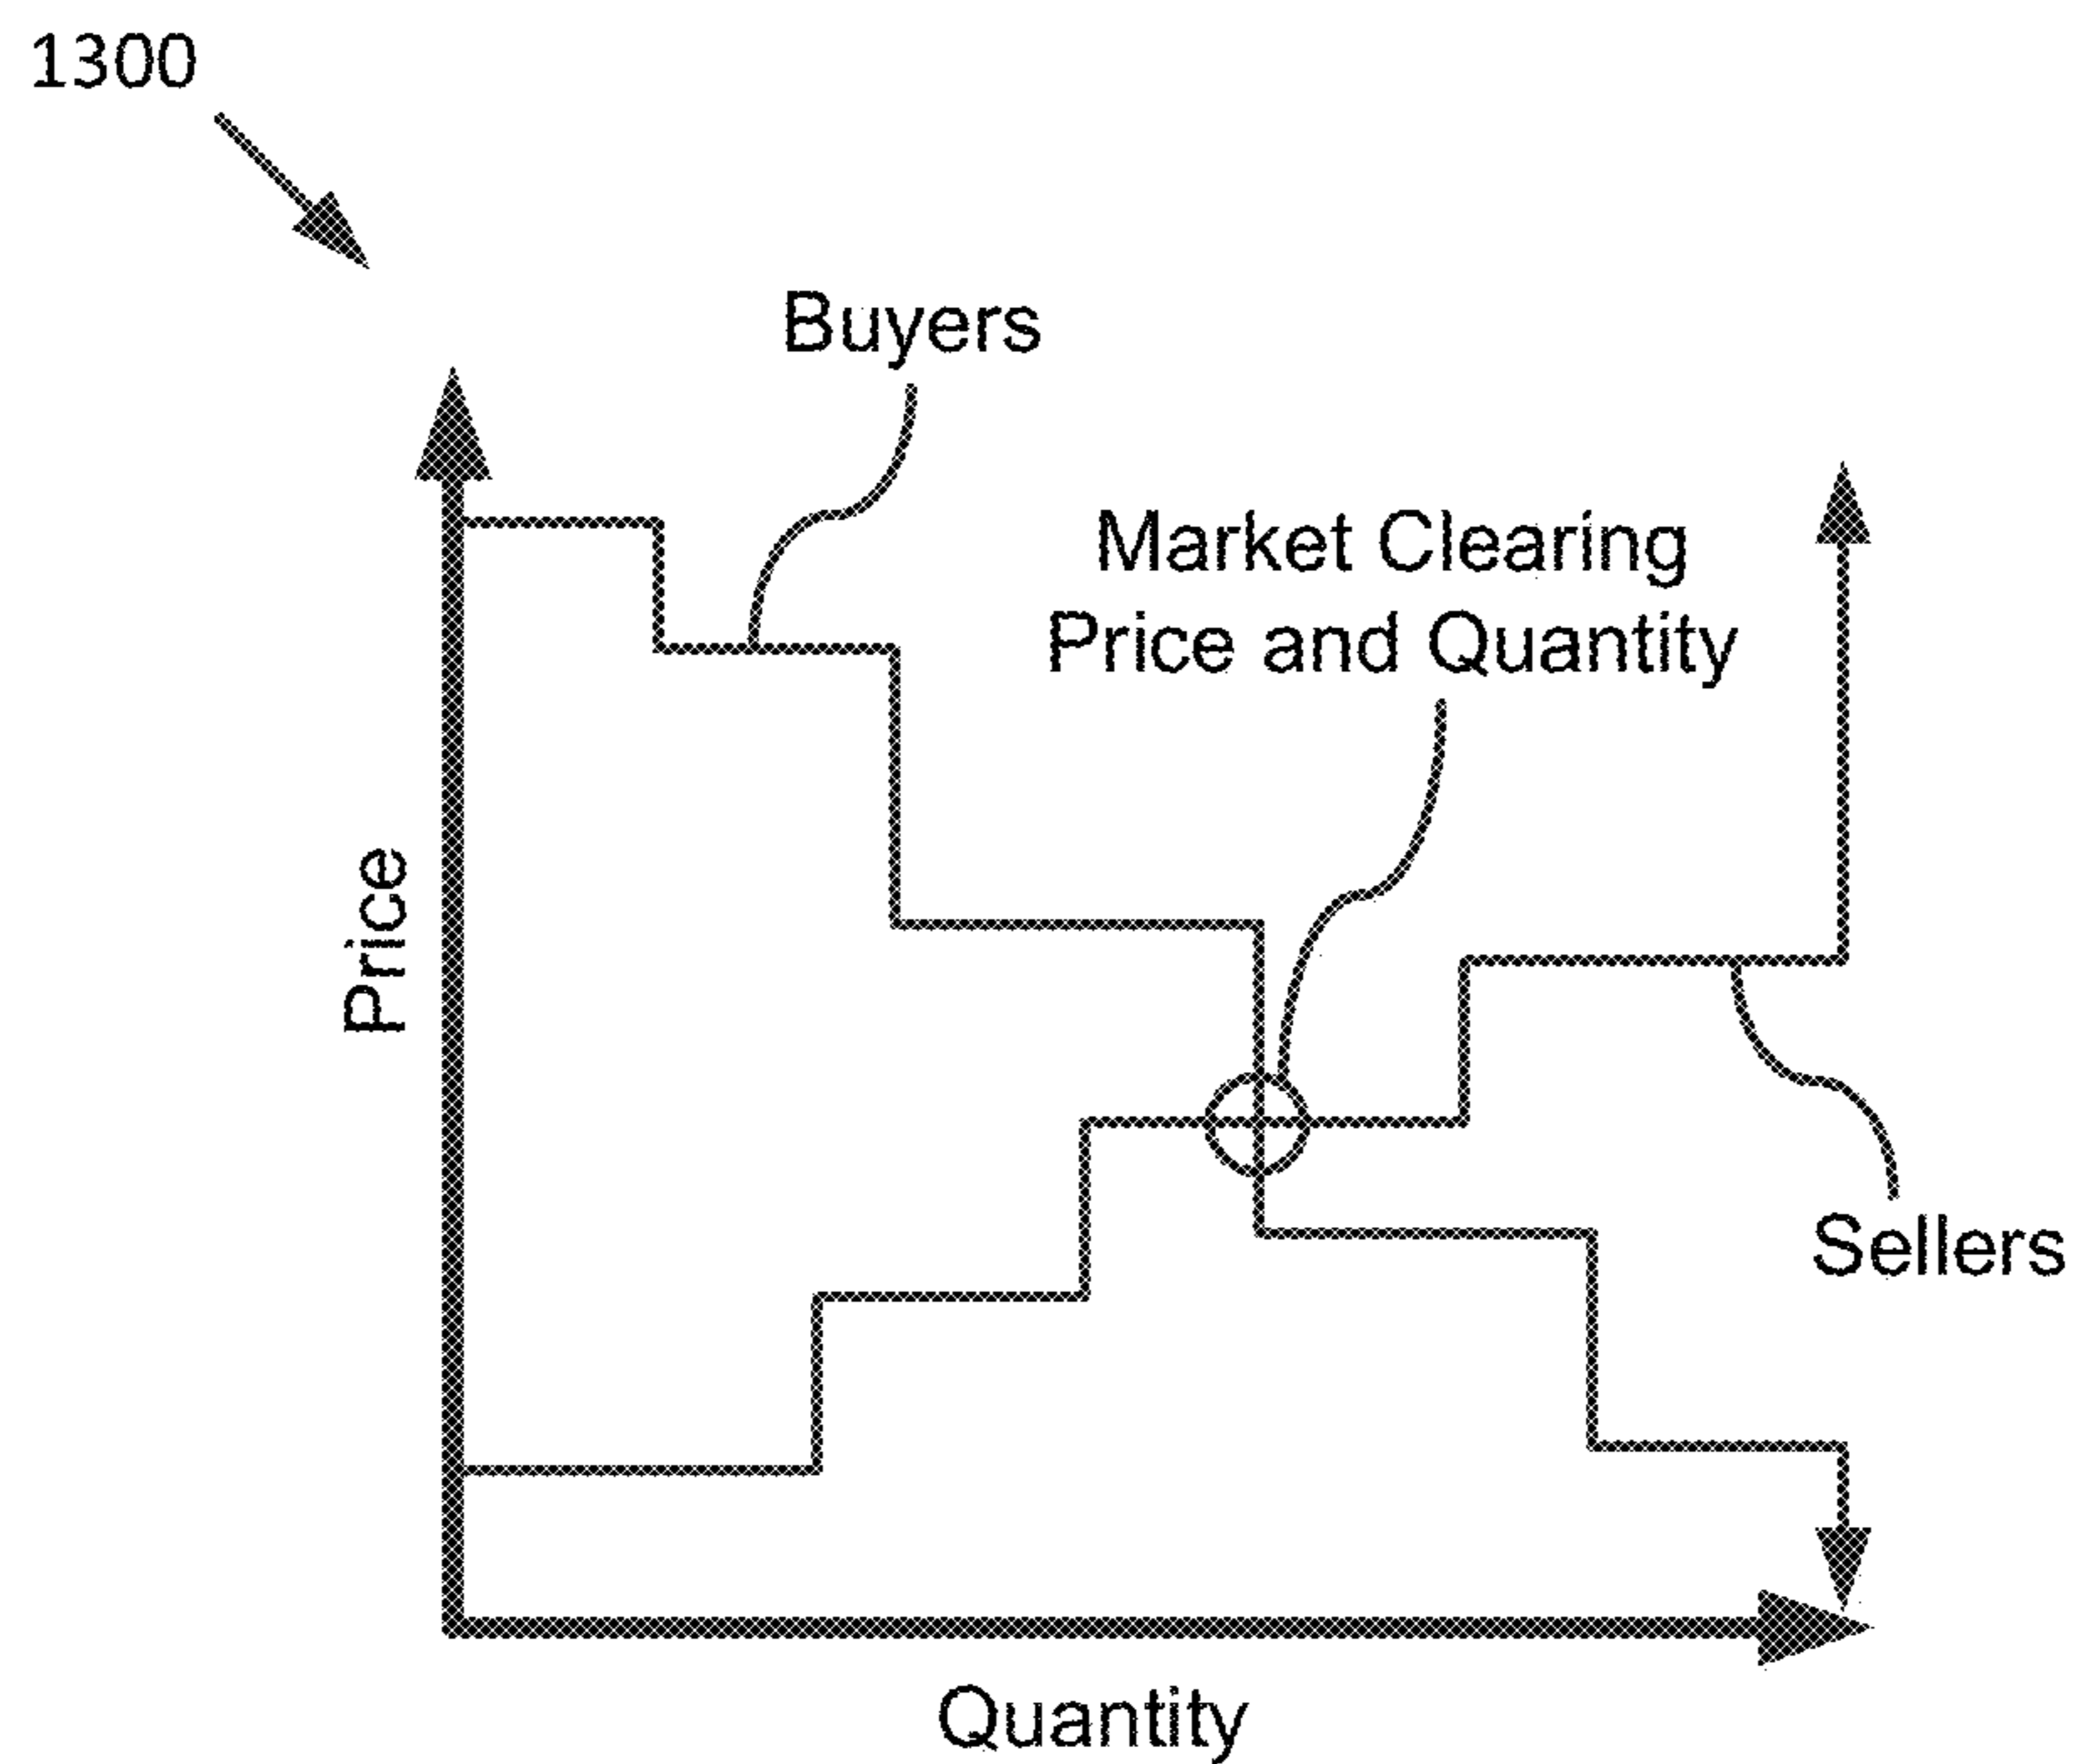 1300
Buyers
Market Clearing
Price and Quantity
Price
Sellers
Quantity